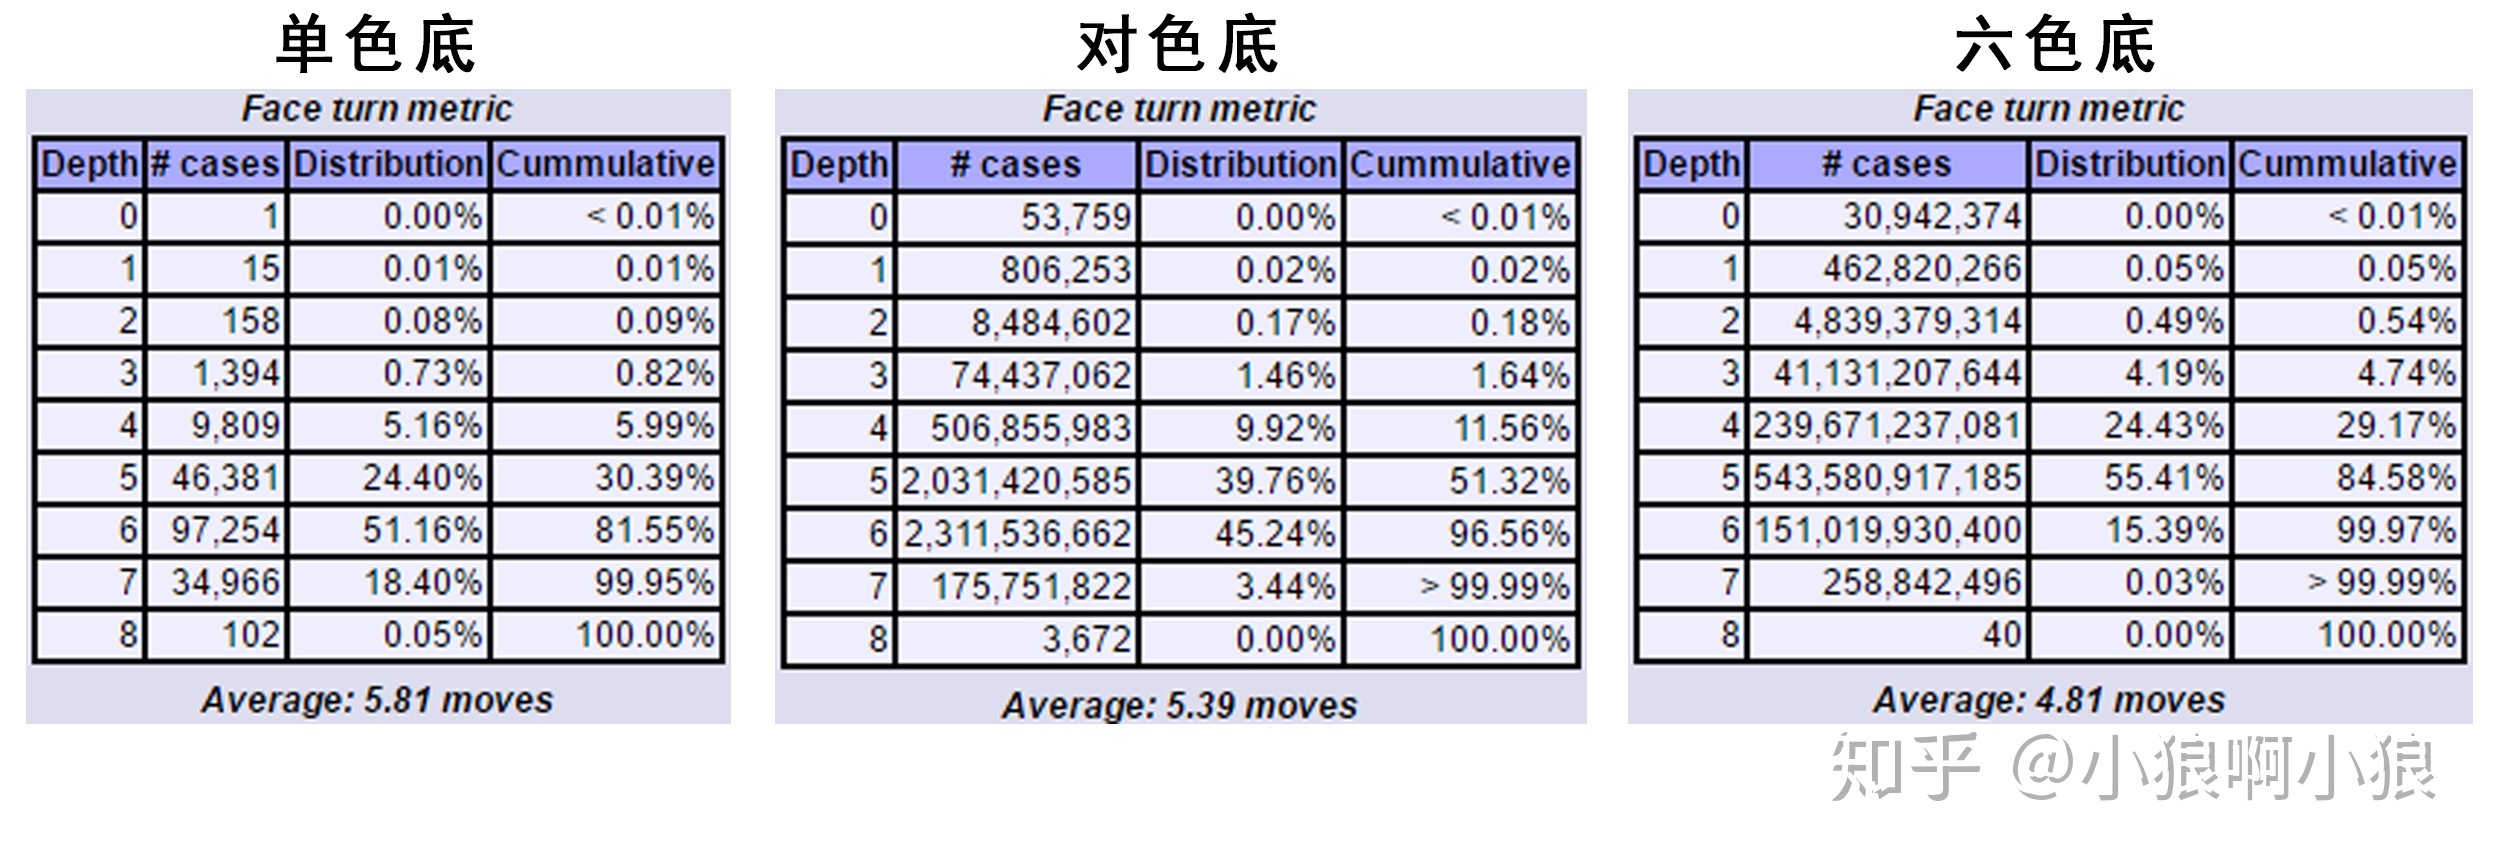 单色底
Face turn metric
Depth # cases Distribution Cummulative
0 1 0.00% < 0.01%
1 15 0.01% 0.01%
2 158 0.08% 0.09%
3 1,394 0.73% 0.82%
4 9,809 5.16% 5.99%
5 46,381 24.40% 30.39%
6 97,254 51.16% 81.55%
7 34,966 18.40% 99.95%
8 102 0.05% 100.00%
Average: 5.81 moves
对色底
Face turn metric
Depth # cases Distribution Cummulative
0 53,759 0.00% < 0.01%
1 806,253 0.02% 0.02%
2 8,484,602 0.17% 0.18%
3 74,437,062 1.46% 1.64%
4 506,855,983 9.92% 11.56%
5 2,031,420,585 39.76% 51.32%
6 2,311,536,662 45.24% 96.56%
7 175,751,822 3.44% > 99.99%
8 3,672 0.00% 100.00%
Average: 5.39 moves
六色底
Face turn metric
Depth # cases Distribution Cummulative
0 30,942,374 0.00% < 0.01%
1 462,820,266 0.05% 0.05%
2 4,839,379,314 0.49% 0.54%
3 41,131,207,644 4.19% 4.74%
4 239,671,237,081 24.43% 29.17%
5 543,580,917,185 55.41% 84.58%
6 151,019,930,400 15.39% 99.97%
7 258,842,496 0.03% > 99.99%
8 40 0.00% 100.00%
Average: 4.81 moves
知乎 @小狼啊小狼